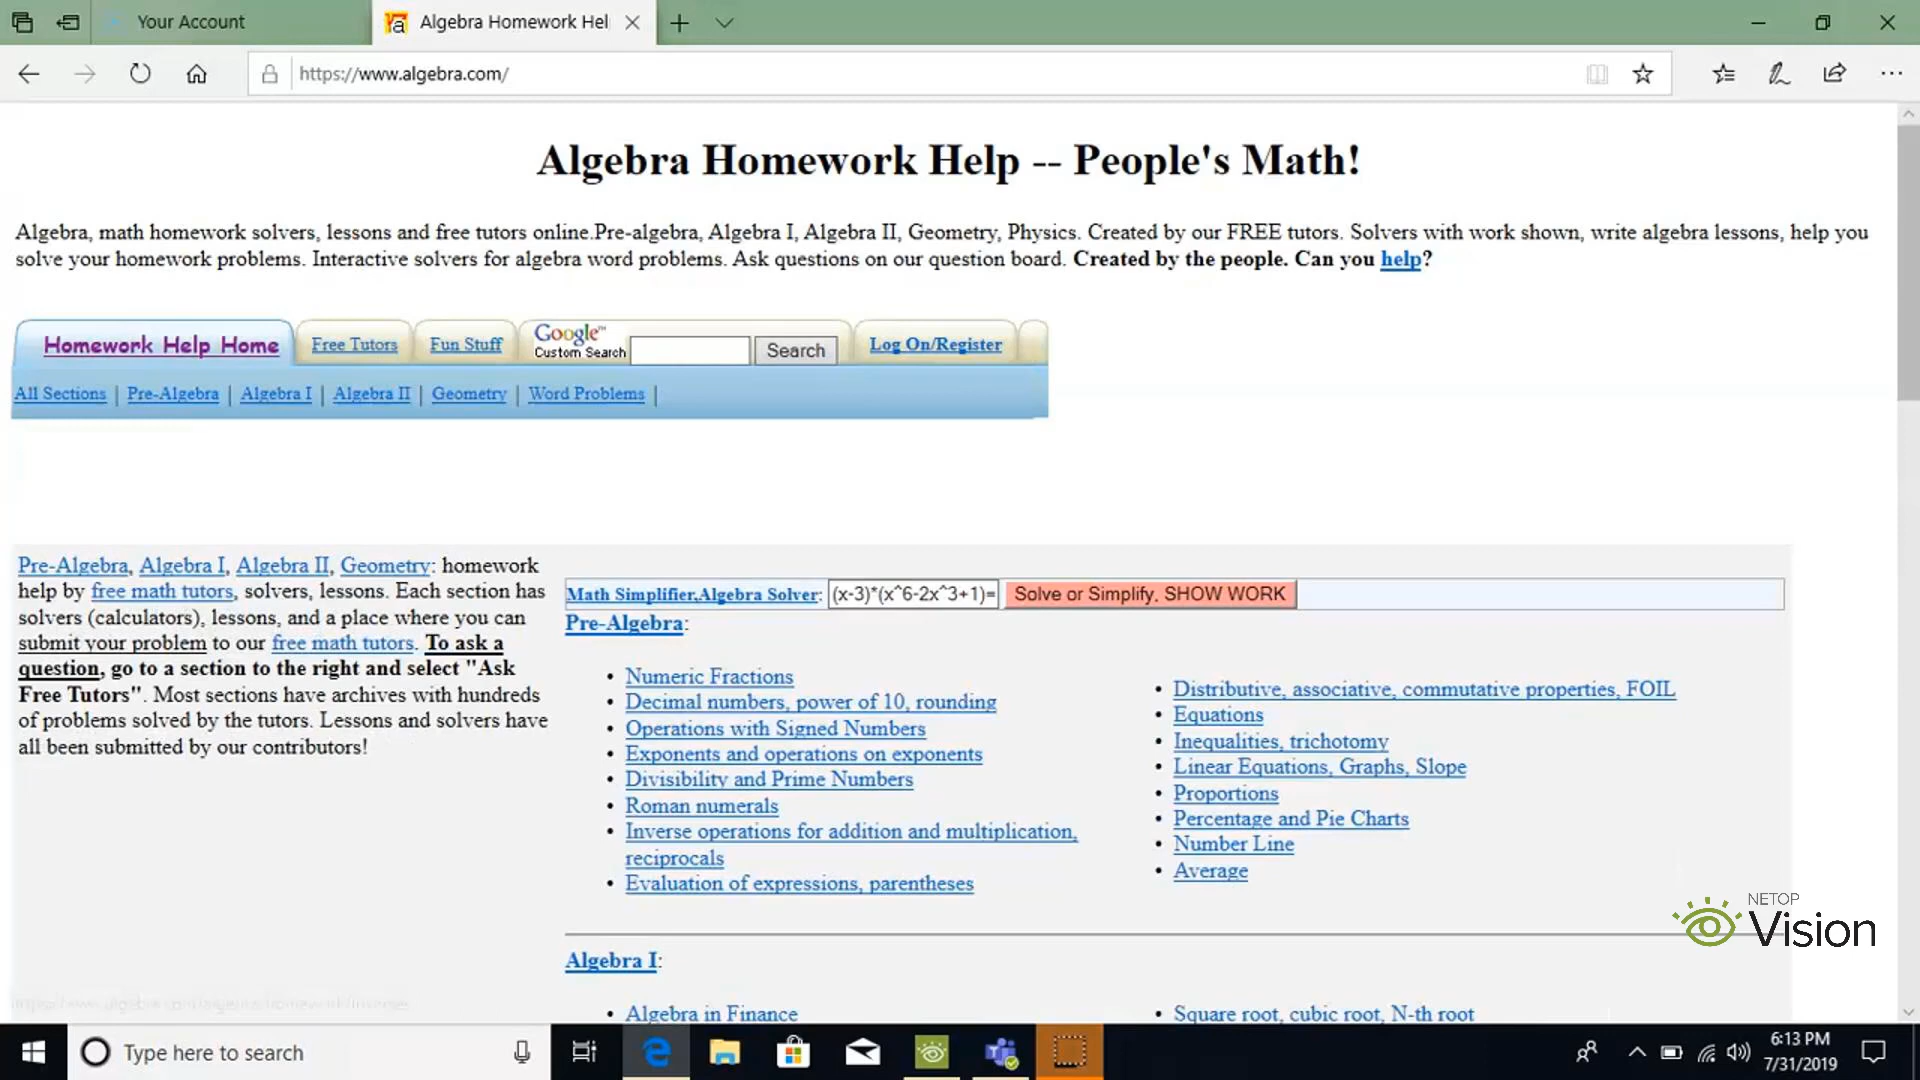 Your Account
Algebra Homework Hel
https://www.algebra.com/
Algebra Homework Help -- People's Math!
Algebra, math homework solvers, lessons and free tutors online.Pre-algebra, Algebra I, Algebra II, Geometry, Physics. Created by our FREE tutors. Solvers with work shown, write algebra lessons, help you
solve your homework problems. Interactive solvers for algebra word problems. Ask questions on our question board. Created by the people. Can you help?
Homework Help Home
Free Tutors
Fun Stuff
Google™
Custom Search
Search
Log On/Register
All Sections | Pre-Algebra | Algebra I | Algebra II | Geometry | Word Problems |
Pre-Algebra, Algebra I, Algebra II, Geometry: homework
help by free math tutors, solvers, lessons. Each section has
solvers (calculators), lessons, and a place where you can
submit your problem to our free math tutors. To ask a
question, go to a section to the right and select "Ask
Free Tutors". Most sections have archives with hundreds
of problems solved by the tutors. Lessons and solvers have
all been submitted by our contributors!
Math Simplifier,Algebra Solver: (x-3)*(x^6-2x^3+1)= Solve or Simplify, SHOW WORK
Pre-Algebra:
• Numeric Fractions
• Decimal numbers, power of 10, rounding
• Operations with Signed Numbers
• Exponents and operations on exponents
• Divisibility and Prime Numbers
• Roman numerals
• Inverse operations for addition and multiplication,
reciprocals
• Evaluation of expressions, parentheses
• Distributive, associative, commutative properties, FOIL
• Equations
• Inequalities, trichotomy
• Linear Equations, Graphs, Slope
• Proportions
• Percentage and Pie Charts
• Number Line
• Average
NETOP
Vision
Algebra I:
• Algebra in Finance
• Square root, cubic root, N-th root
Type here to search
6:13 PM
7/31/2019